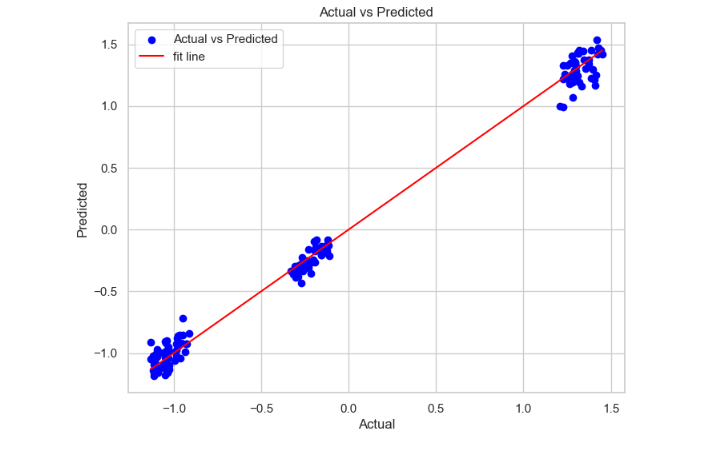 Actual vs Predicted
Actual vs Predicted
fit line
1.5
1.0
0.5
0.0
−0.5
−1.0
Predicted
−1.0 −0.5 0.0 0.5 1.0 1.5
Actual